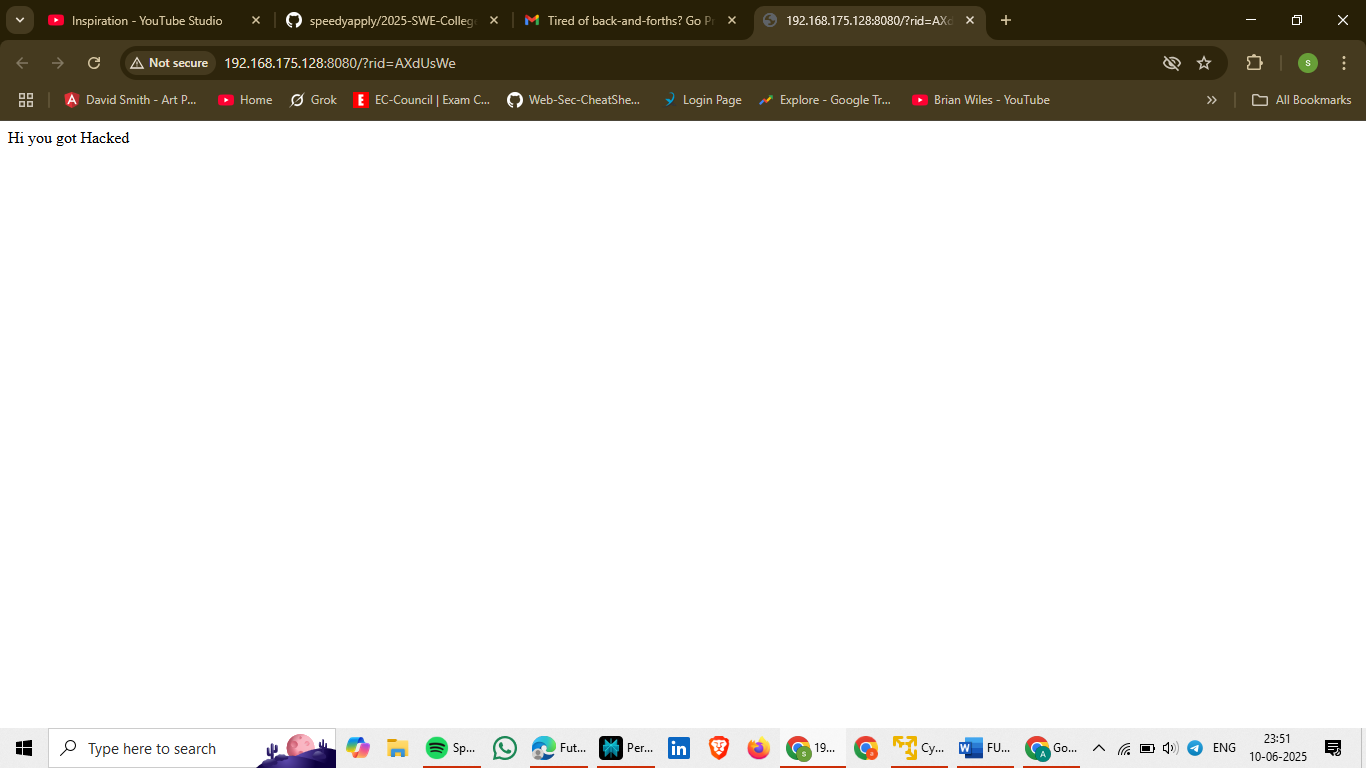 Inspiration - YouTube Studio
speedyapply/2025-SWE-Colleg
Tired of back-and-forths? Go Pr
192.168.175.128:8080/?rid=AXd
Not secure
192.168.175.128:8080/?rid=AXdUsWe
S
David Smith - Art P...
Home
Grok
E
EC-Council | Exam C...
Web-Sec-CheatShe...
Login Page
Explore - Google Tr...
Brian Wiles - YouTube
All Bookmarks
Hi you got Hacked
Type here to search
Sp...
Fut...
Per...
in
19...
Cy...
FU...
Go...
ENG
23:51
10-06-2025